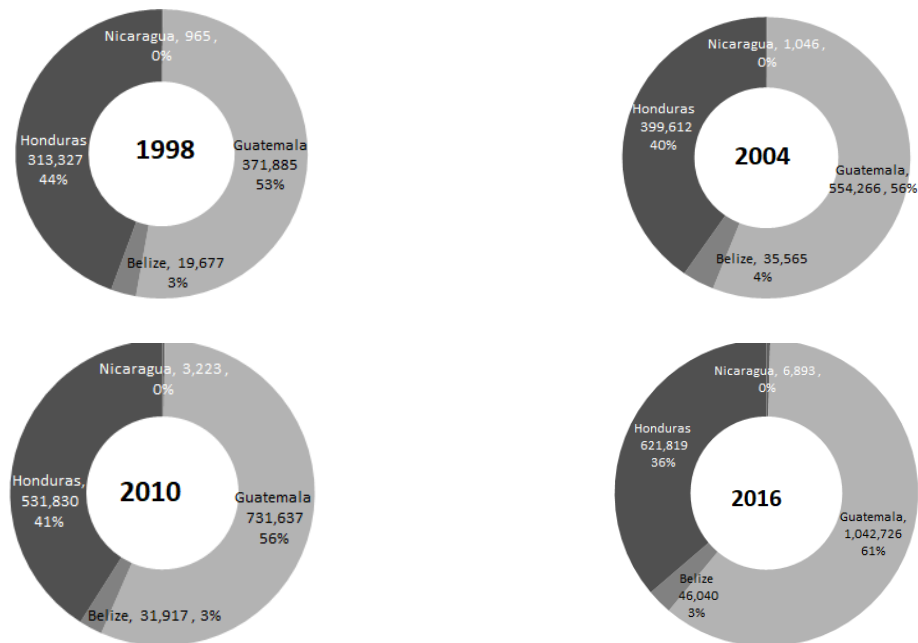 Nicaragua, 965 ,
0%
Honduras
313,327
44%
1998
Guatemala
371,885
53%
Belize, 19,677
3%
Nicaragua, 1,046 ,
0%
Honduras
399,612
40%
2004
Guatemala,
554,266 , 56%
Belize, 35,565
4%
Nicaragua, 3,223 ,
0%
Honduras,
531,830
41%
2010
Guatemala
731,637
56%
Belize, 31,917 , 3%
Nicaragua, 6,893 ,
0%
Honduras
621,819
36%
2016
Guatemala,
1,042,726
61%
Belize
46,040
3%